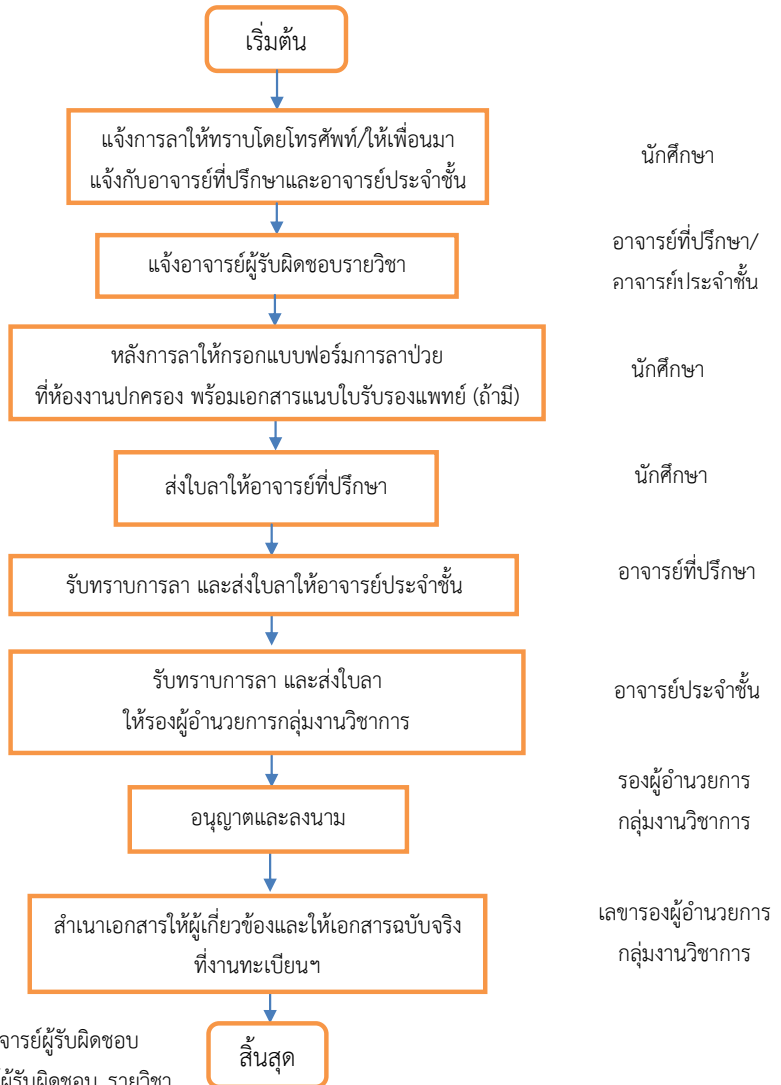 เริ่มต้น
แจ้งการลาให้ทราบโดยโทรศัพท์/ให้เพื่อนมา
แจ้งกับอาจารย์ที่ปรึกษาและอาจารย์ประจำชั้น
นักศึกษา
แจ้งอาจารย์ผู้รับผิดชอบรายวิชา
อาจารย์ที่ปรึกษา/
อาจารย์ประจำชั้น
หลังการลาให้กรอกแบบฟอร์มการลาป่วย
ที่ห้องงานปกครอง พร้อมเอกสารแนบใบรับรองแพทย์ (ถ้ามี)
นักศึกษา
ส่งใบลาให้อาจารย์ที่ปรึกษา
นักศึกษา
รับทราบการลา และส่งใบลาให้อาจารย์ประจำชั้น
อาจารย์ที่ปรึกษา
รับทราบการลา และส่งใบลา
ให้รองผู้อำนวยการกลุ่มงานวิชาการ
อาจารย์ประจำชั้น
อนุญาตและลงนาม
รองผู้อำนวยการ
กลุ่มงานวิชาการ
สำเนาเอกสารให้ผู้เกี่ยวข้องและให้เอกสารฉบับจริง
ที่งานทะเบียนฯ
เลขารองผู้อำนวยการ
กลุ่มงานวิชาการ
จารย์ผู้รับผิดชอบ
ผู้รับผิดชอบ รายวิชา
สิ้นสุด